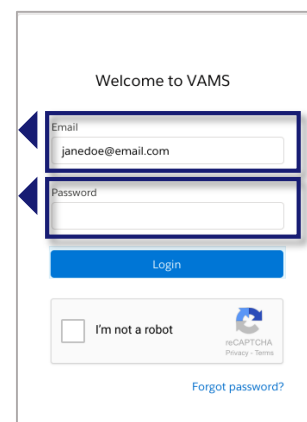 Welcome to VAMS
Email
janedoe@email.com
Password
Login
I'm not a robot
reCAPTCHA
Privacy - Terms
Forgot password?